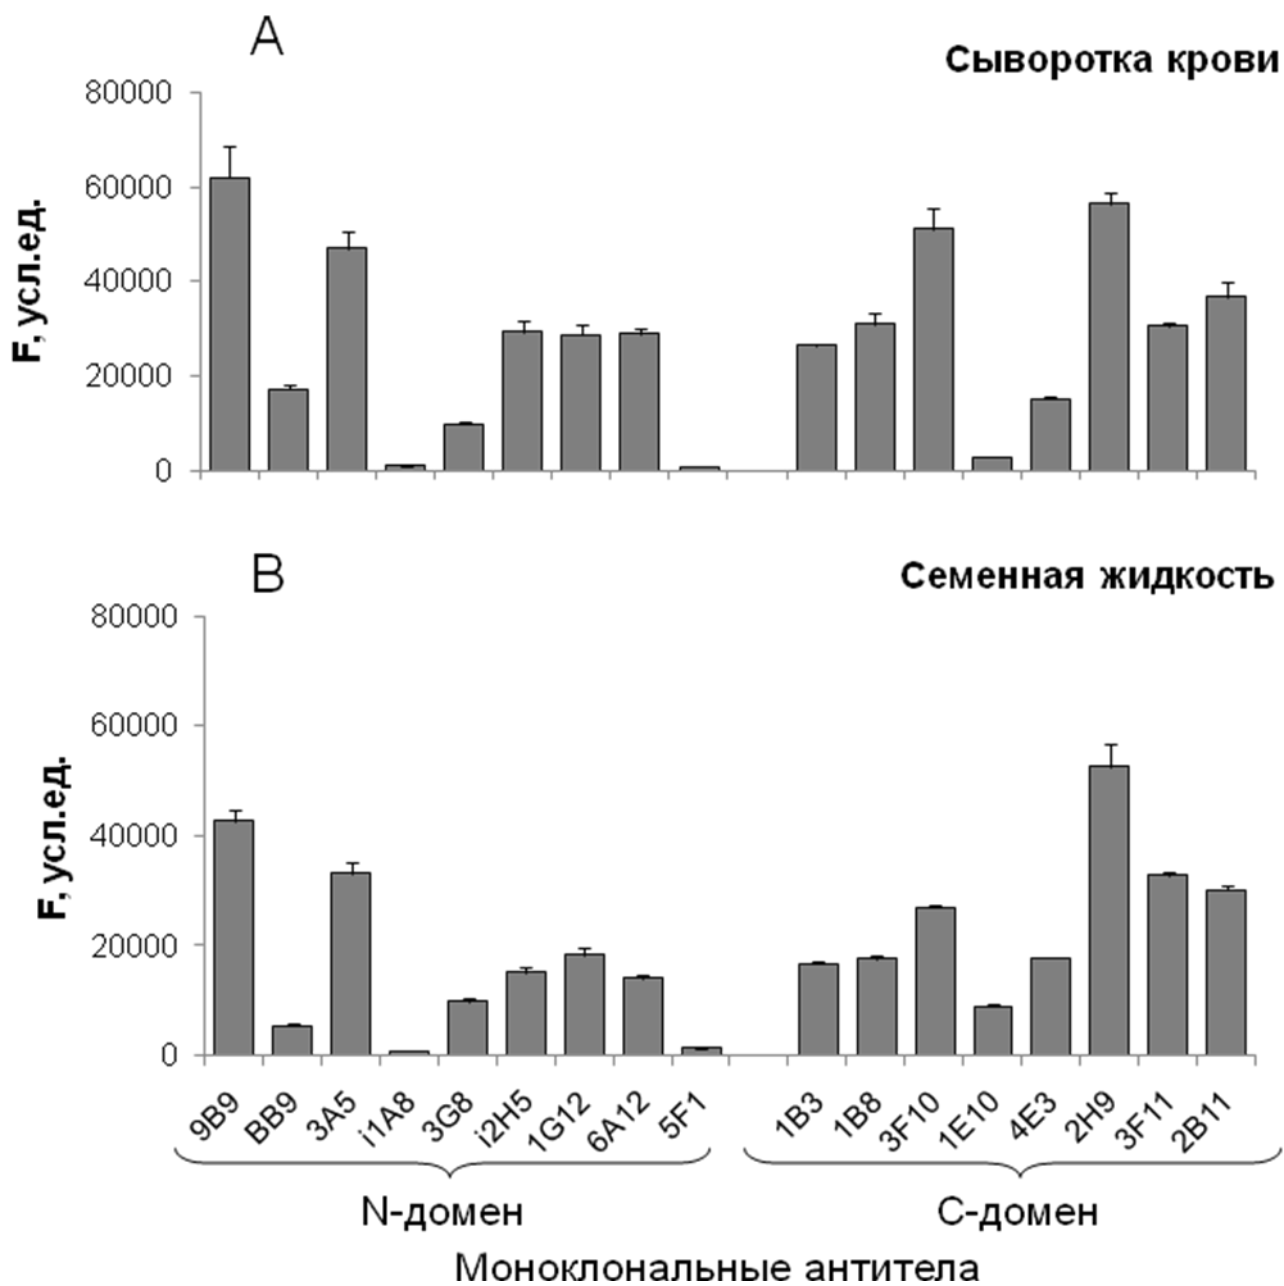 A
Сыворотка крови
80000
60000
40000
20000
0
F, усл.ед.
B
Семенная жидкость
80000
60000
40000
20000
0
F, усл.ед.
9B9 BB9 3A5 i1A8 3G8 i2H5 1G12 6A12 5F1 1B3 1B8 3F10 1E10 4E3 2H9 3F11 2B11
N-домен С-домен
Моноклональные антитела